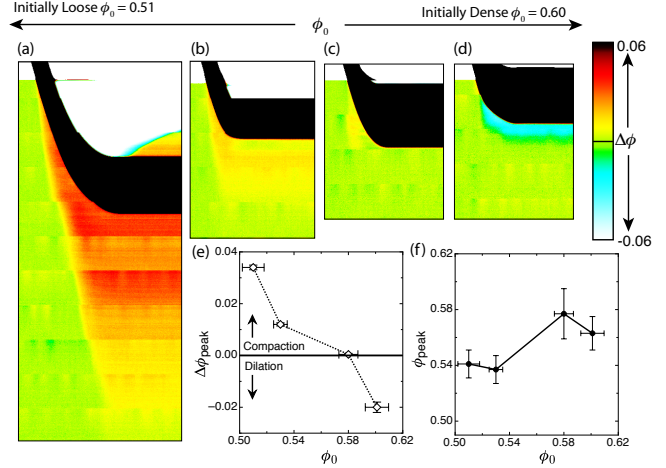 Initially Loose ϕ₀ = 0.51
ϕ₀
Initially Dense ϕ₀ = 0.60
(a)
(b)
(c)
(d)
0.06
Δϕ
-0.06
(e)
0.04
0.02
0.00
−0.02
Δϕpeak
Compaction
Dilation
0.50
0.54
0.58
0.62
ϕ₀
(f)
0.62
0.58
0.54
0.50
ϕpeak
0.50
0.54
0.58
0.62
ϕ₀